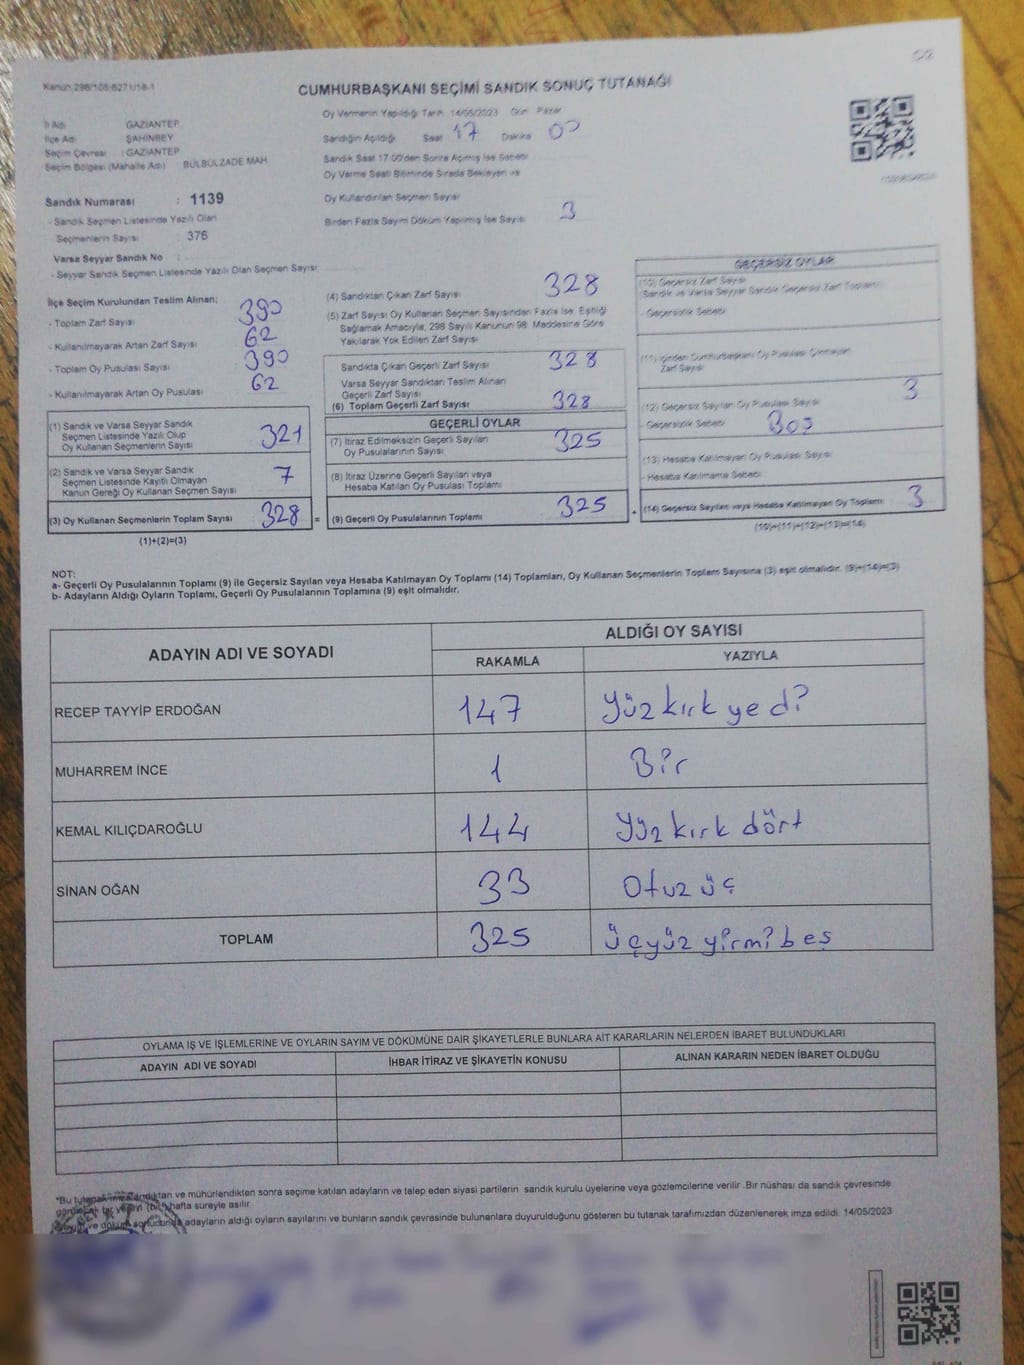 Kanun 298/105:6271/18-1
CUMHURBAŞKANI SEÇİMİ SANDIK SONUÇ TUTANAĞI
İl Adı GAZİANTEP
İlçe Adı ŞAHİNBEY
Seçim Çevresi : GAZİANTEP
Seçim Bölgesi (Mahalle Adı) BÜLBÜLZADE MAH
Sandık Numarası : 1139
- Sandık Seçmen Listesinde Yazılı Olan
Seçmenlerin Sayısı : 376
Varsa Seyyar Sandık No :
- Seyyar Sandık Seçmen Listesinde Yazılı Olan Seçmen Sayısı:
Oy Vermenin Yapıldığı Tarih 14/05/2023 Gün Pazar
Sandığın Açıldığı Saat 17 Dakika 00
Sandık Saat 17.00'den Sonra Açılmış İse Sebebi
Oy Verme Saati Bitiminde Sırada Bekleyen ve
Oy Kullandırılan Seçmen Sayısı
Birden Fazla Sayım Döküm Yapılmış İse Sayısı 3
İlçe Seçim Kurulundan Teslim Alınan;
- Toplam Zarf Sayısı 390
- Kullanılmayarak Artan Zarf Sayısı 62
- Toplam Oy Pusulası Sayısı 390
- Kullanılmayarak Artan Oy Pusulası 62
(1) Sandık ve Varsa Seyyar Sandık
Seçmen Listesinde Yazılı Olup
Oy Kullanan Seçmenlerin Sayısı 321
(2) Sandık ve Varsa Seyyar Sandık
Seçmen Listesinde Kayıtlı Olmayan
Kanun Gereği Oy Kullanan Seçmen Sayısı 7
(3) Oy Kullanan Seçmenlerin Toplam Sayısı 328 =
(1)+(2)=(3)
(4) Sandıktan Çıkan Zarf Sayısı 328
(5) Zarf Sayısı Oy Kullanan Seçmen Sayısından Fazla İse, Eşitliği
Sağlamak Amacıyla, 298 Sayılı Kanunun 98. Maddesine Göre
Yakılarak Yok Edilen Zarf Sayısı
Sandıkta Çıkan Geçerli Zarf Sayısı 328
Varsa Seyyar Sandıktan Teslim Alınan
Geçerli Zarf Sayısı
(6) Toplam Geçerli Zarf Sayısı 328
GEÇERLİ OYLAR
(7) İtiraz Edilmeksizin Geçerli Sayılan
Oy Pusulalarının Sayısı 325
(8) İtiraz Üzerine Geçerli Sayılan veya
Hesaba Katılan Oy Pusulası Toplamı
(9) Geçerli Oy Pusulalarının Toplamı 325 +
GEÇERSİZ OYLAR
(10) Geçersiz Zarf Sayısı
(Sandık ve Varsa Seyyar Sandık Geçersiz Zarf Toplamı)
- Geçersizlik Sebebi
(11) İçinden Cumhurbaşkanı Oy Pusulası Çıkmayan
Zarf Sayısı
(12) Geçersiz Sayılan Oy Pusulası Sayısı 3
- Geçersizlik Sebebi
(13) Hesaba Katılmayan Oy Pusulası Sayısı
- Hesaba Katılmama Sebebi
(14) Geçersiz Sayılan veya Hesaba Katılmayan Oy Toplamı 3
(10)+(11)+(12)+(13)=(14)
NOT:
a- Geçerli Oy Pusulalarının Toplamı (9) ile Geçersiz Sayılan veya Hesaba Katılmayan Oy Toplamı (14) Toplamları, Oy Kullanan Seçmenlerin Toplam Sayısına (3) eşit olmalıdır. (9)+(14)=(3)
b- Adayların Aldığı Oyların Toplamı, Geçerli Oy Pusulalarının Toplamına (9) eşit olmalıdır.
ADAYIN ADI VE SOYADI ALDIĞI OY SAYISI
RAKAMLA YAZIYLA
RECEP TAYYİP ERDOĞAN 147 Yüz kırk yedi
MUHARREM İNCE 1 Bir
KEMAL KILIÇDAROĞLU 144 Yüz kırk dört
SİNAN OĞAN 33 Otuz üç
TOPLAM 325 üçyüz yirmi beş
OYLAMA İŞ VE İŞLEMLERİNE VE OYLARIN SAYIM VE DÖKÜMÜNE DAİR ŞİKAYETLERLE BUNLARA AİT KARARLARIN NELERDEN İBARET BULUNDUKLARI
ADAYIN ADI VE SOYADI İHBAR İTİRAZ VE ŞİKAYETİN KONUSU ALINAN KARARIN NEDEN İBARET OLDUĞU
*Bu tutanak imzalandıktan ve mühürlendikten sonra seçime katılan adayların ve talep eden siyasi partilerin sandık kurulu üyelerine veya gözlemcilerine verilir .Bir nüshası da sandık çevresinde
görülecek bir yere (bir) hafta süreyle asılır
ve döküm sonucunda adayların aldığı oyların sayılarını ve bunların sandık çevresinde bulunanlara duyurulduğunu gösteren bu tutanak tarafımızdan düzenlenerek imza edildi. 14/05/2023